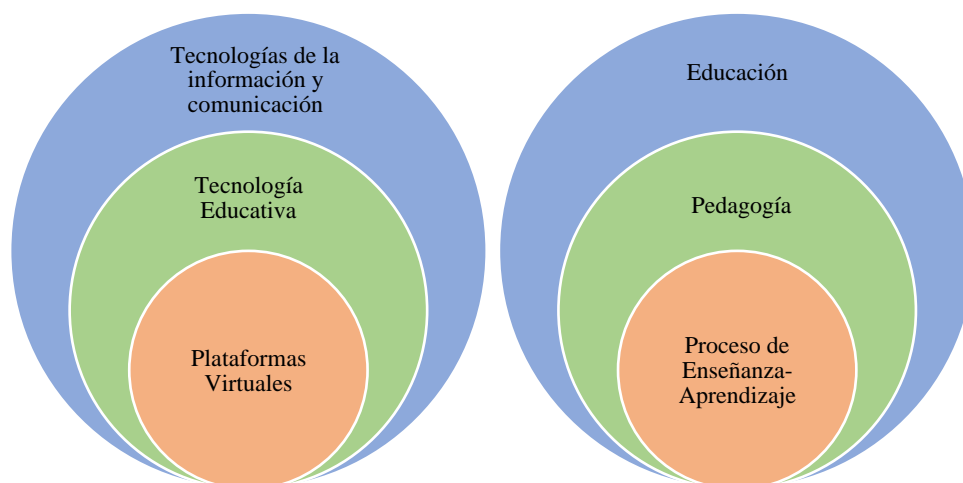 Tecnologías de la
información y
comunicación
Tecnología
Educativa
Plataformas
Virtuales
Educación
Pedagogía
Proceso de
Enseñanza-
Aprendizaje